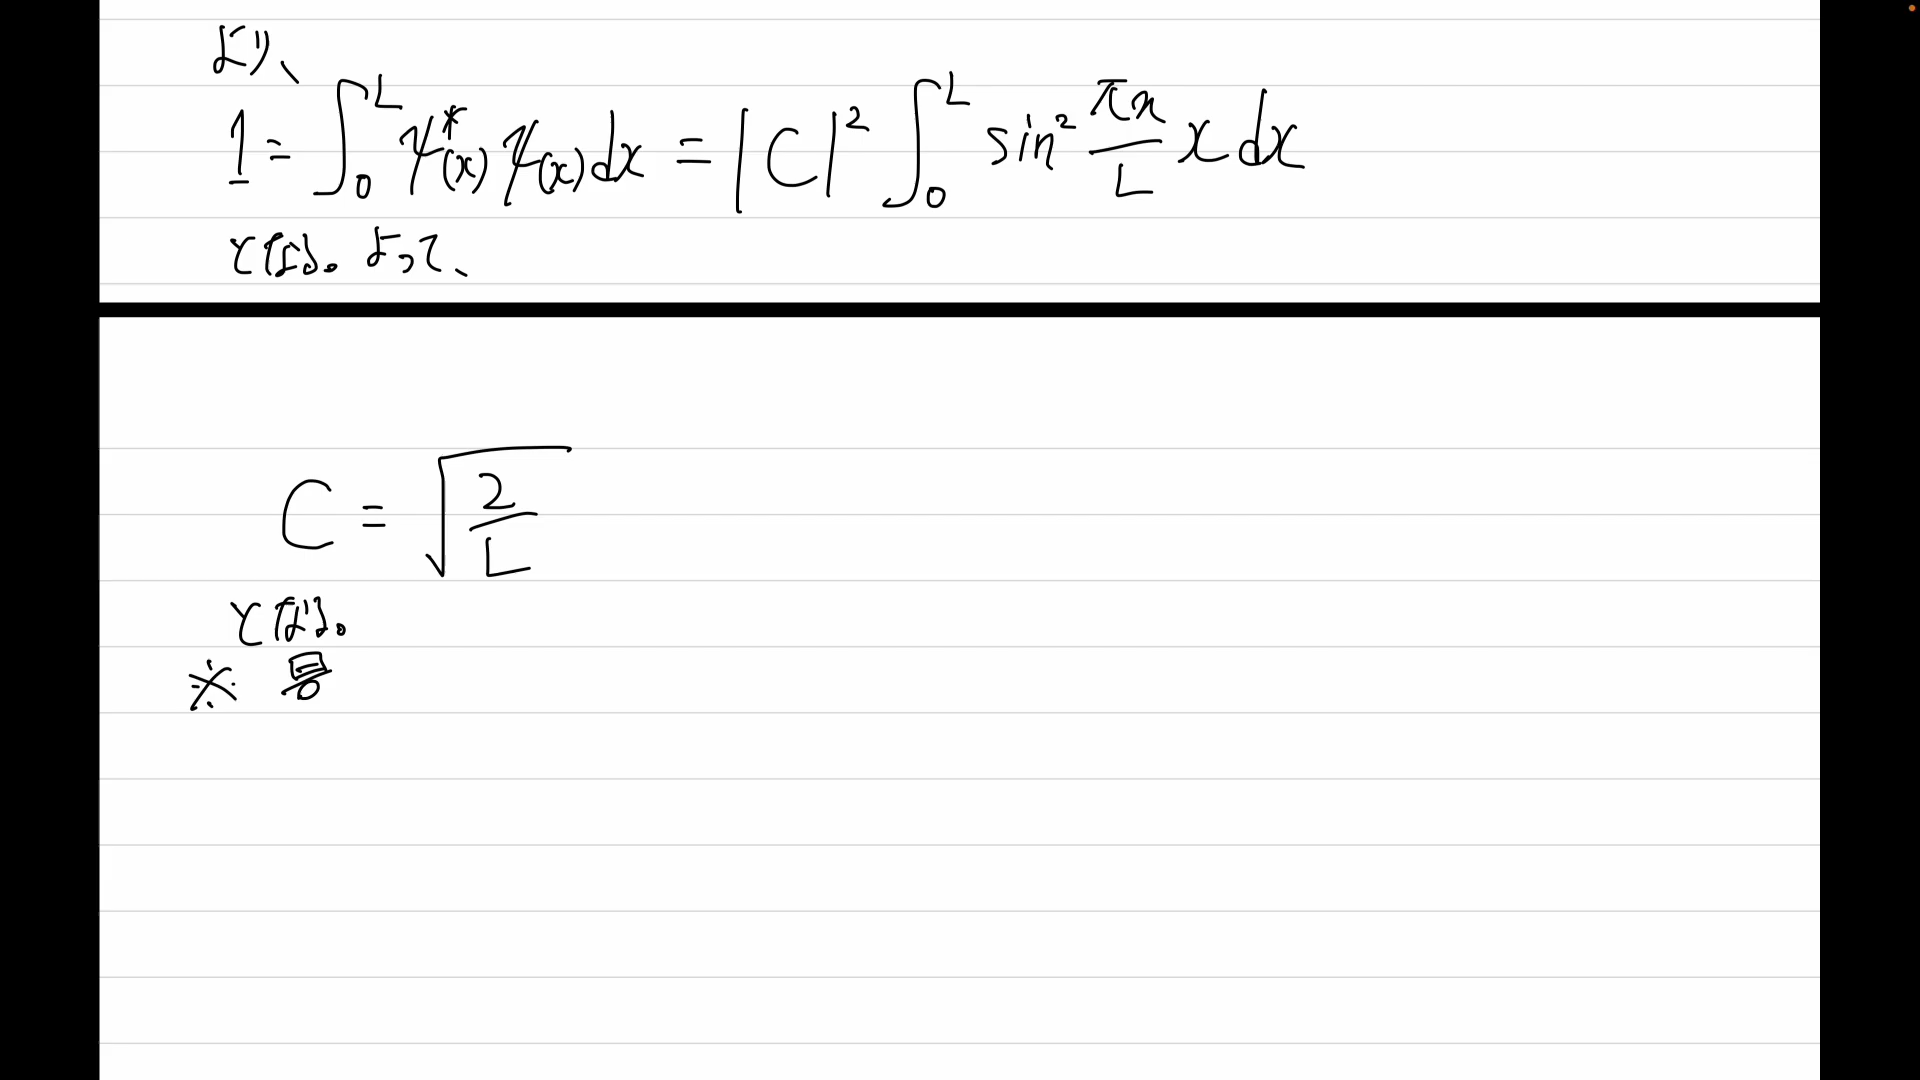 より、
1 = ∫₀ᴸ ψ*(x) ψ(x) dx = |C|² ∫₀ᴸ sin² πn/L x dx
となる。よって、
C = √(2/L)
となる。
※